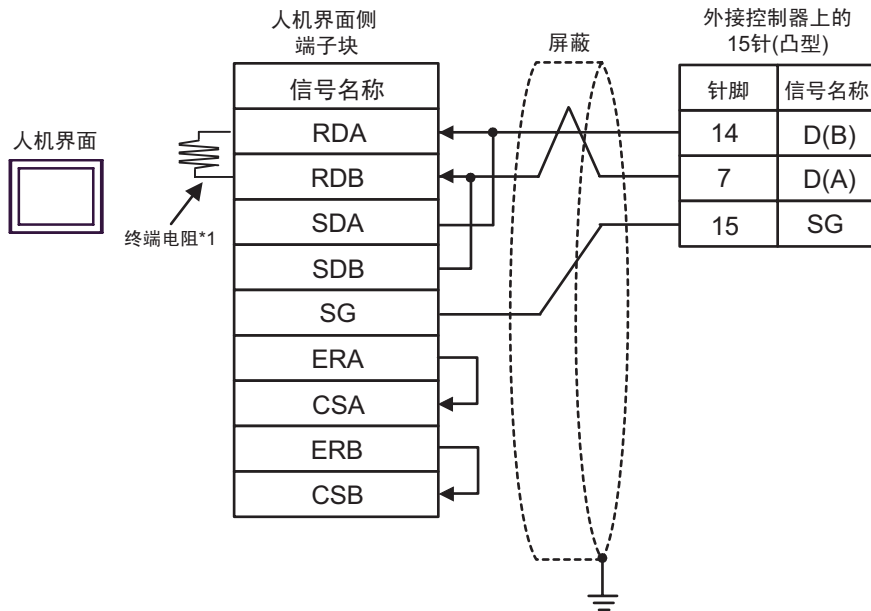 人机界面
终端电阻*1
人机界面侧
端子块
信号名称
RDA
RDB
SDA
SDB
SG
ERA
CSA
ERB
CSB
屏蔽
外接控制器上的
15针(凸型)
针脚 信号名称
14 D(B)
7 D(A)
15 SG